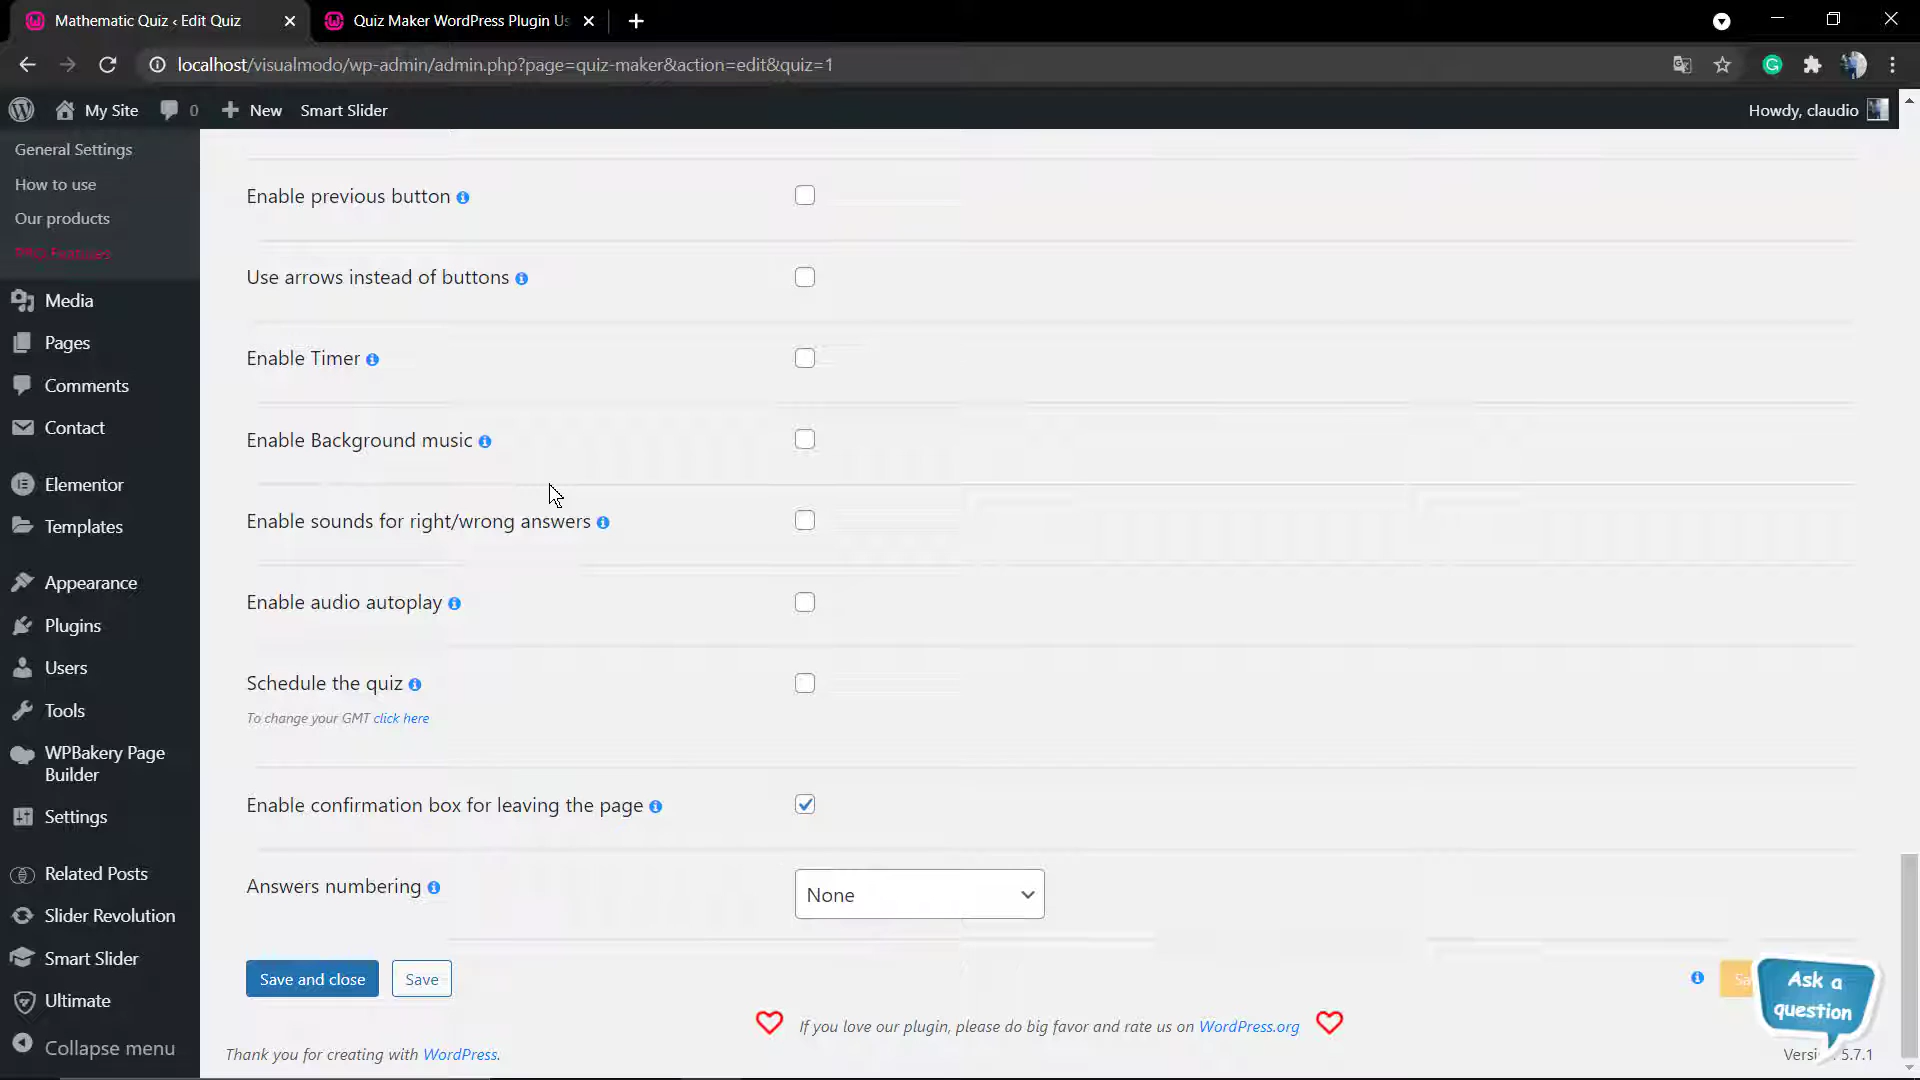 Mathematic Quiz ‹ Edit Quiz
Quiz Maker WordPress Plugin Us
localhost/visualmodo/wp-admin/admin.php?page=quiz-maker&action=edit&quiz=1
My Site
0
New
Smart Slider
Howdy, claudio
General Settings
How to use
Our products
PRO Features
Media
Pages
Comments
Contact
Elementor
Templates
Appearance
Plugins
Users
Tools
WPBakery Page
Builder
Settings
Related Posts
Slider Revolution
Smart Slider
Ultimate
Collapse menu
Enable previous button
Use arrows instead of buttons
Enable Timer
Enable Background music
Enable sounds for right/wrong answers
Enable audio autoplay
Schedule the quiz
To change your GMT click here
Enable confirmation box for leaving the page
Answers numbering
None
Save and close
Save
Sa
Ask a
question
If you love our plugin, please do big favor and rate us on WordPress.org
Thank you for creating with WordPress.
Versi 5.7.1